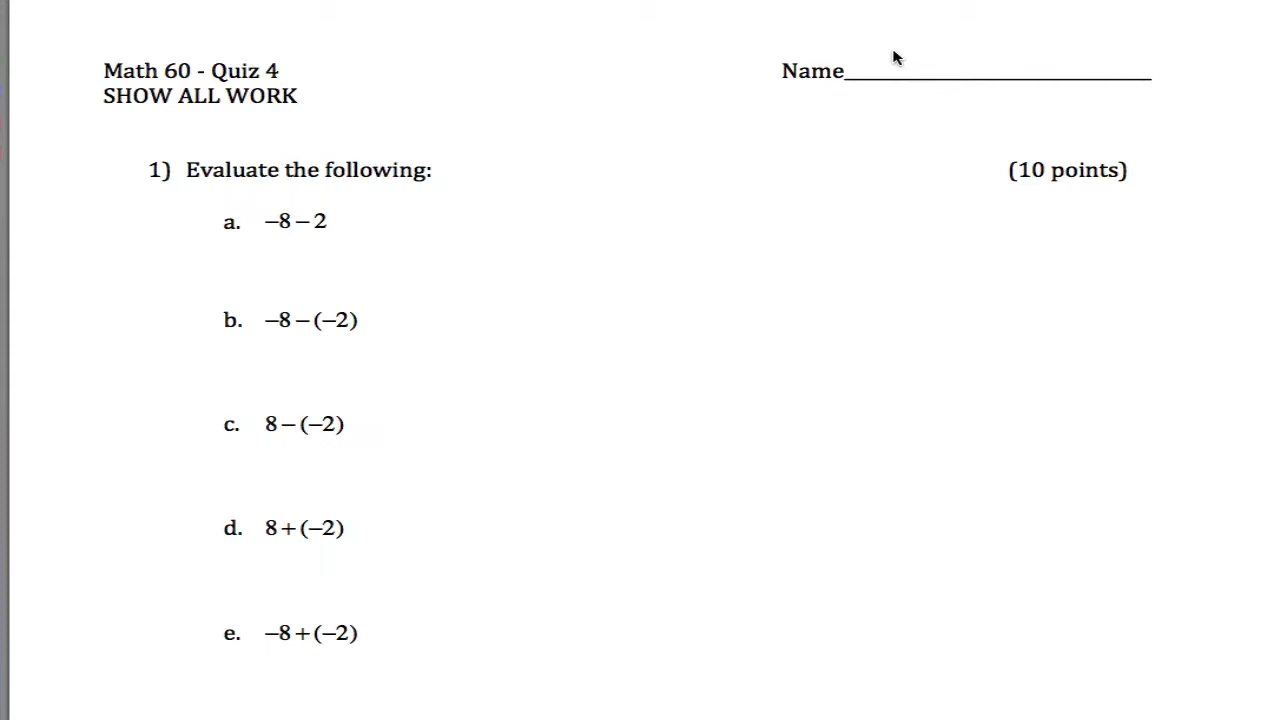 Math 60 - Quiz 4 Name____________________________
SHOW ALL WORK
1) Evaluate the following: (10 points)
a. −8−2
b. −8−(−2)
c. 8−(−2)
d. 8+(−2)
e. −8+(−2)